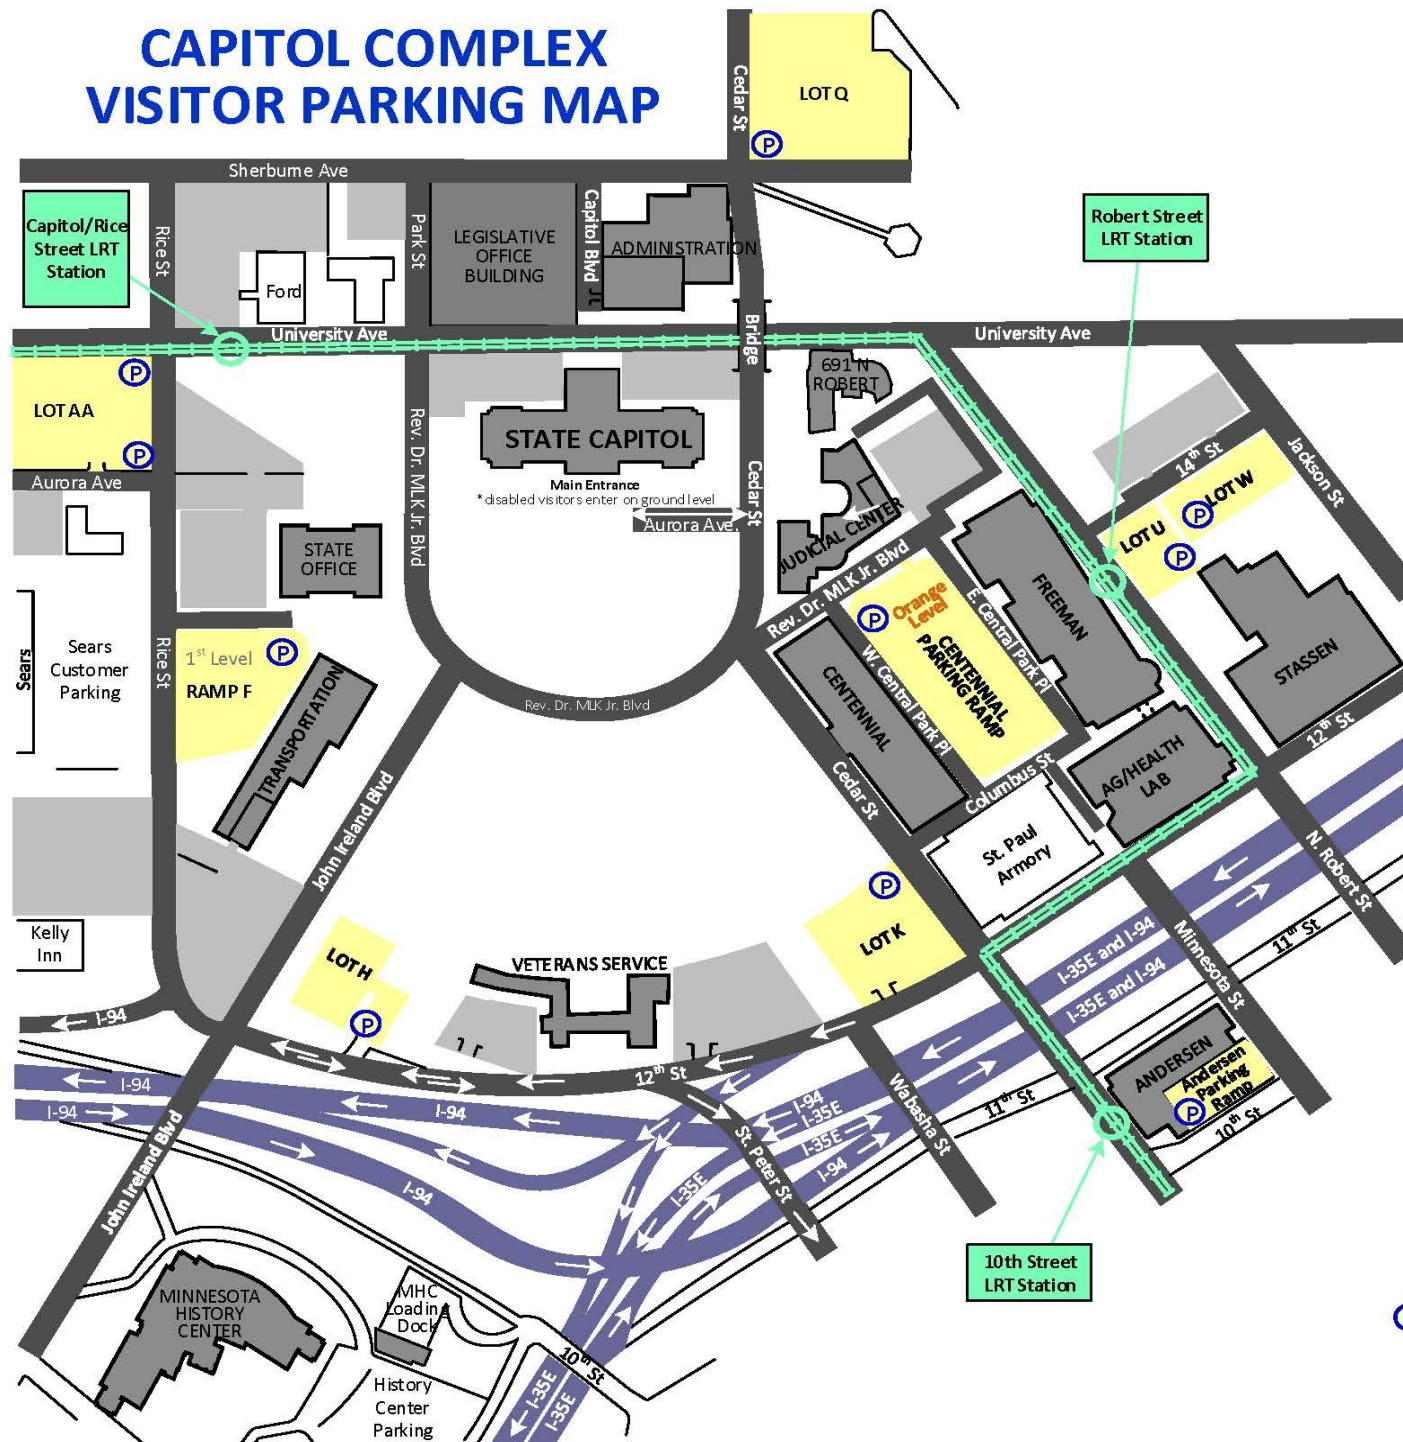 CAPITOL COMPLEX
VISITOR PARKING MAP
Cedar St
LOT Q
P
Sherburne Ave
Capitol/Rice
Street LRT
Station
Rice St
Park St
LEGISLATIVE
OFFICE
BUILDING
Capitol Blvd
ADMINISTRATION
Robert Street
LRT Station
Ford
University Ave
Bridge
University Ave
P
LOT AA
P
Aurora Ave
691 N
ROBERT
STATE CAPITOL
Main Entrance
* disabled visitors enter on ground level
Aurora Ave.
Rev. Dr. MLK Jr. Blvd
Cedar St
JUDICIAL CENTER
14th St
Jackson St
LOT W
P
LOT U
P
STATE
OFFICE
Rev. Dr. MLK Jr. Blvd
Orange
Level
P
CENTENNIAL
PARKING RAMP
E. Central Park Pl
FREEMAN
STASSEN
Sears
Sears
Customer
Parking
Rice St
1st Level
P
RAMP F
TRANSPORTATION
Rev. Dr. MLK Jr. Blvd
CENTENNIAL
W. Central Park Pl
12th St
John Ireland Blvd
Cedar St
Columbus St
AG/HEALTH
LAB
St. Paul
Armory
N. Robert St
Kelly
Inn
LOT H
P
VETERANS SERVICE
P
LOT K
I-35E and I-94
I-35E and I-94
Minnesota St
11th St
I-94
I-94
I-94
I-94
12th St
I-94
I-35E
I-35E
I-94
Wabasha St
11th St
ANDERSEN
Andersen
Parking
Ramp
P
10th St
John Ireland Blvd
I-94
I-35E
St. Peter St
10th Street
LRT Station
MINNESOTA
HISTORY
CENTER
MHC
Loading
Dock
10th St
History
Center
Parking
I-35E
I-35E